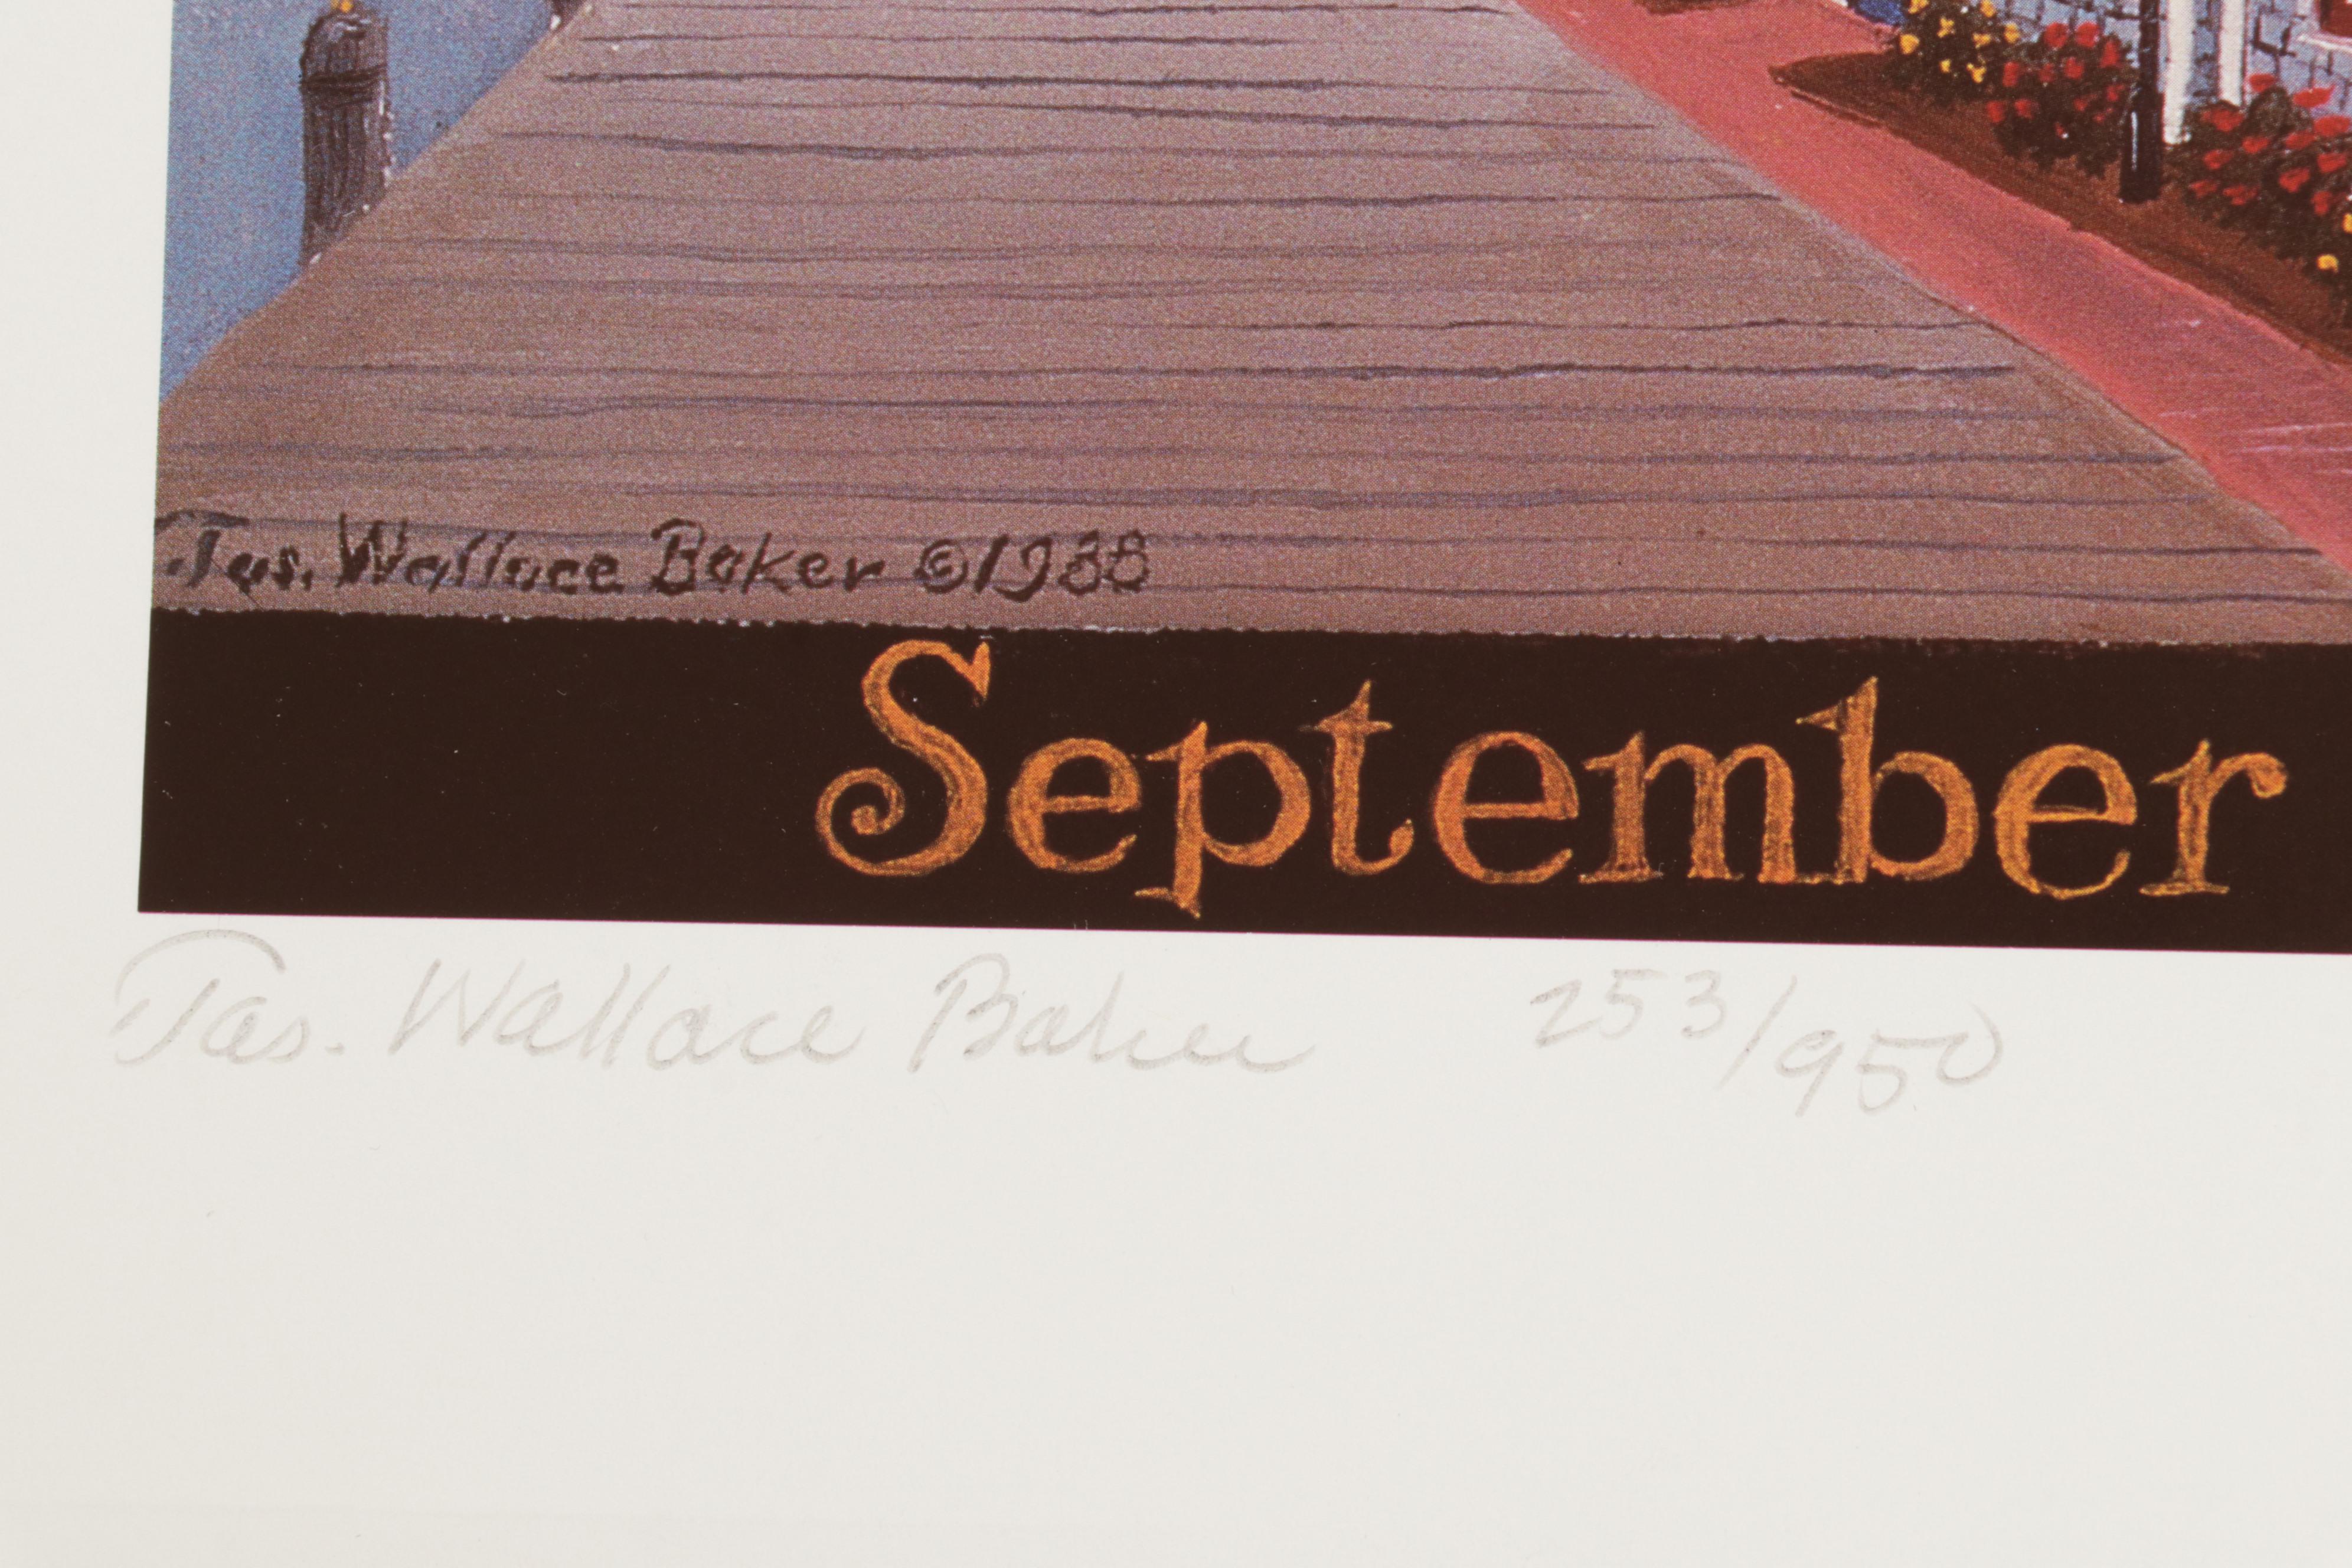 Jas. Wallace Baker ©1988
September
Jas. Wallace Baker 253/950